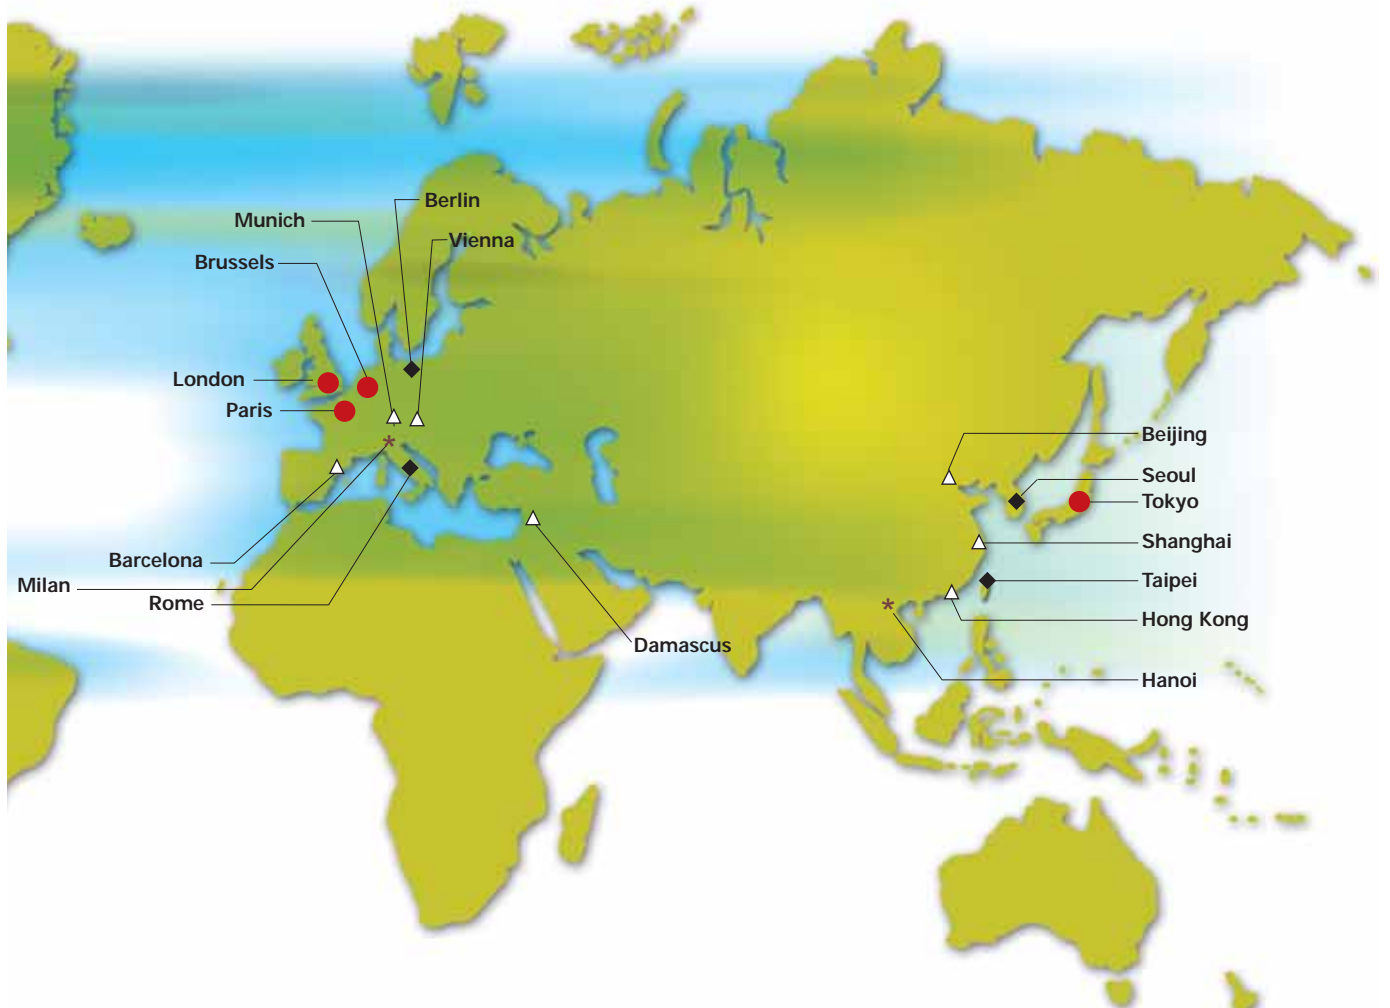 Berlin
Munich
Vienna
Brussels
London
Paris
Beijing
Seoul
Tokyo
Shanghai
Barcelona
Taipei
Milan
Rome
Hong Kong
Damascus
Hanoi